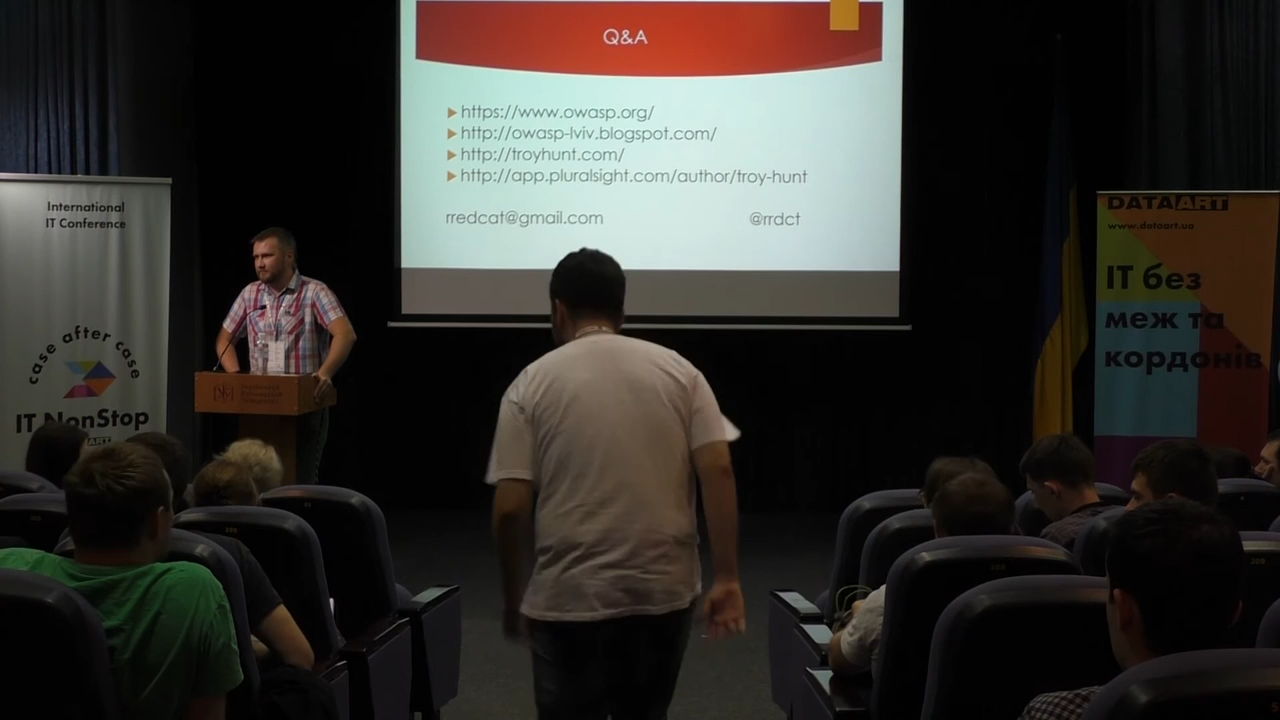 Q&A
https://www.owasp.org/
http://owasp-lviv.blogspot.com/
http://troyhunt.com/
http://app.pluralsight.com/author/troy-hunt
rredcat@gmail.com
@rrdct
International
IT Conference
case after case
IT NonStop
DATAART
www.dataart.ua
IT без
меж та
кордонів